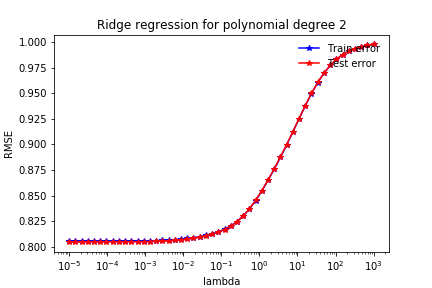 Ridge regression for polynomial degree 2
1.000
0.975
0.950
0.925
0.900
0.875
0.850
0.825
0.800
RMSE
Train error
Test error
10⁻⁵ 10⁻⁴ 10⁻³ 10⁻² 10⁻¹ 10⁰ 10¹ 10² 10³
lambda